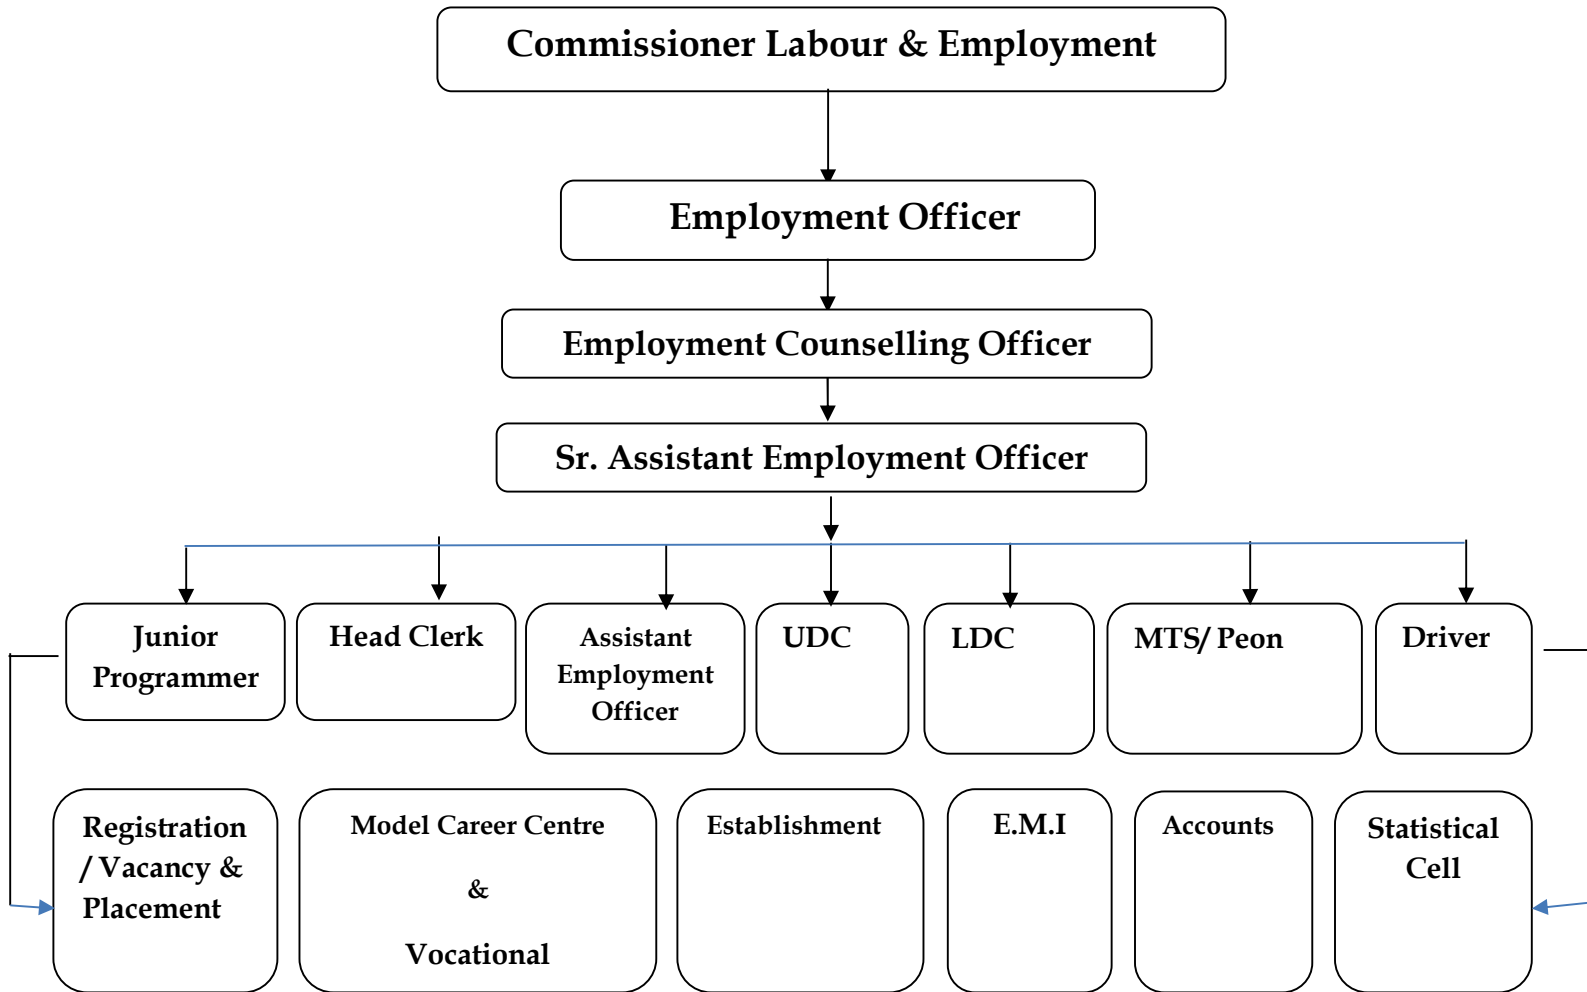 Commissioner Labour & Employment
Employment Officer
Employment Counselling Officer
Sr. Assistant Employment Officer
Junior
Programmer
Head Clerk
Assistant
Employment
Officer
UDC
LDC
MTS/ Peon
Driver
Registration
/ Vacancy &
Placement
Model Career Centre
&
Vocational
Establishment
E.M.I
Accounts
Statistical
Cell